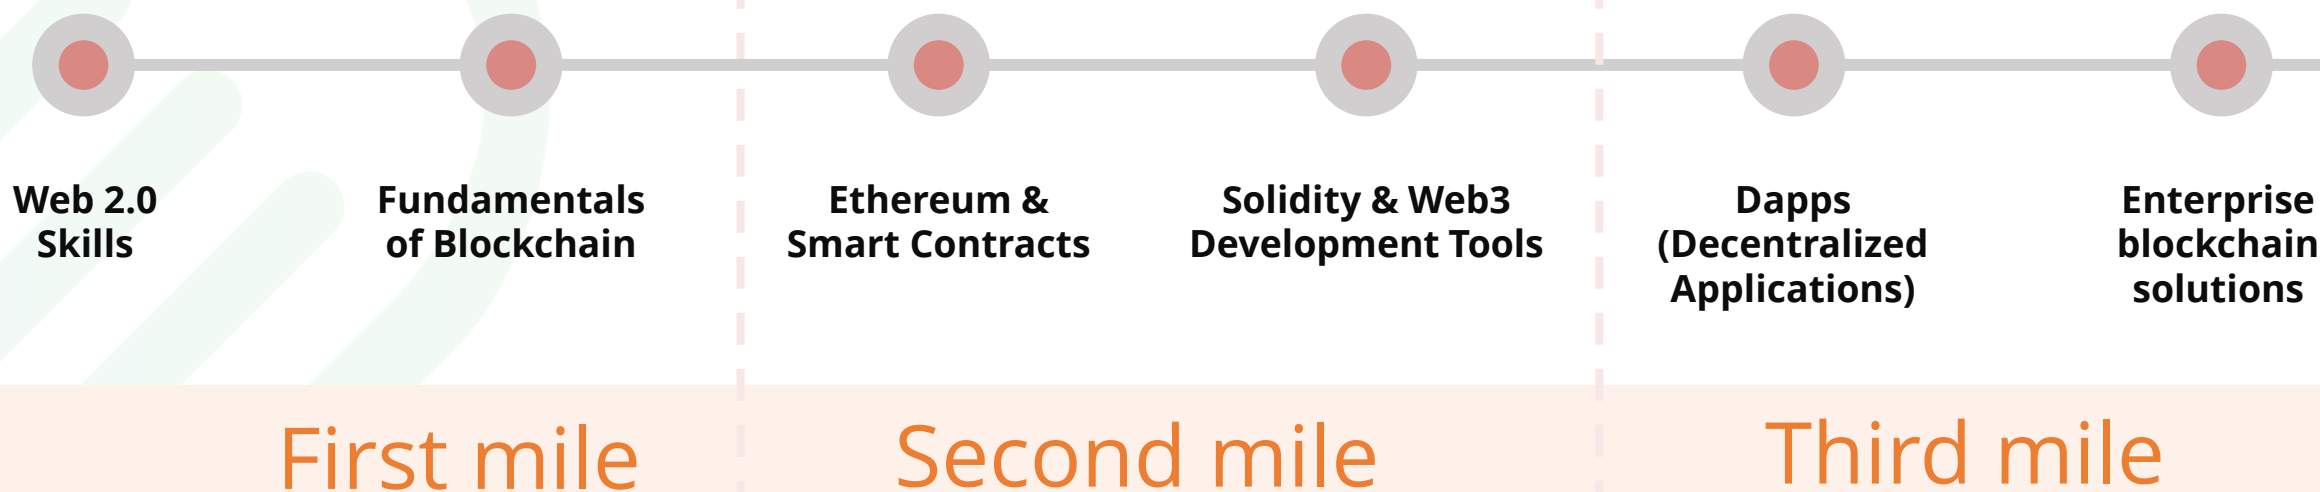 Web 2.0
Skills
Fundamentals
of Blockchain
Ethereum &
Smart Contracts
Solidity & Web3
Development Tools
Dapps
(Decentralized
Applications)
Enterprise
blockchain
solutions
First mile
Second mile
Third mile